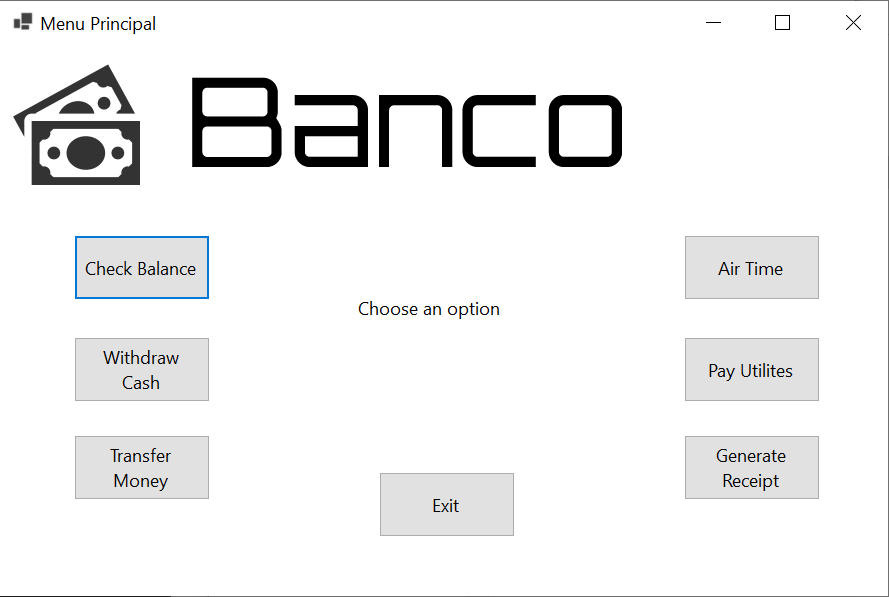 Menu Principal
Banco
Check Balance
Air Time
Choose an option
Withdraw
Cash
Pay Utilites
Transfer
Money
Generate
Receipt
Exit